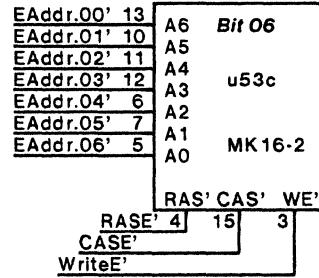 EAddr.00' 13 A6 Bit 06
EAddr.01' 10 A5
EAddr.02' 11 A4 u53c
EAddr.03' 12 A3
EAddr.04' 6 A2
EAddr.05' 7 A1 MK16-2
EAddr.06' 5 A0
RAS' CAS' WE'
RASE' 4 15 3
CASE'
WriteE'